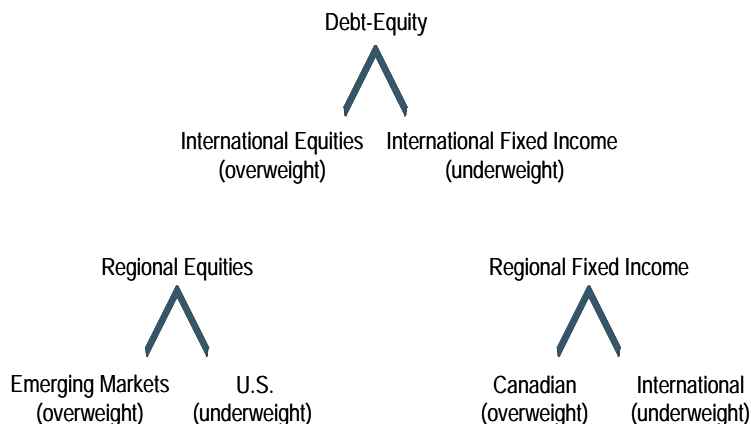 Debt-Equity
International Equities
(overweight)
International Fixed Income
(underweight)
Regional Equities
Emerging Markets
(overweight)
U.S.
(underweight)
Regional Fixed Income
Canadian
(overweight)
International
(underweight)